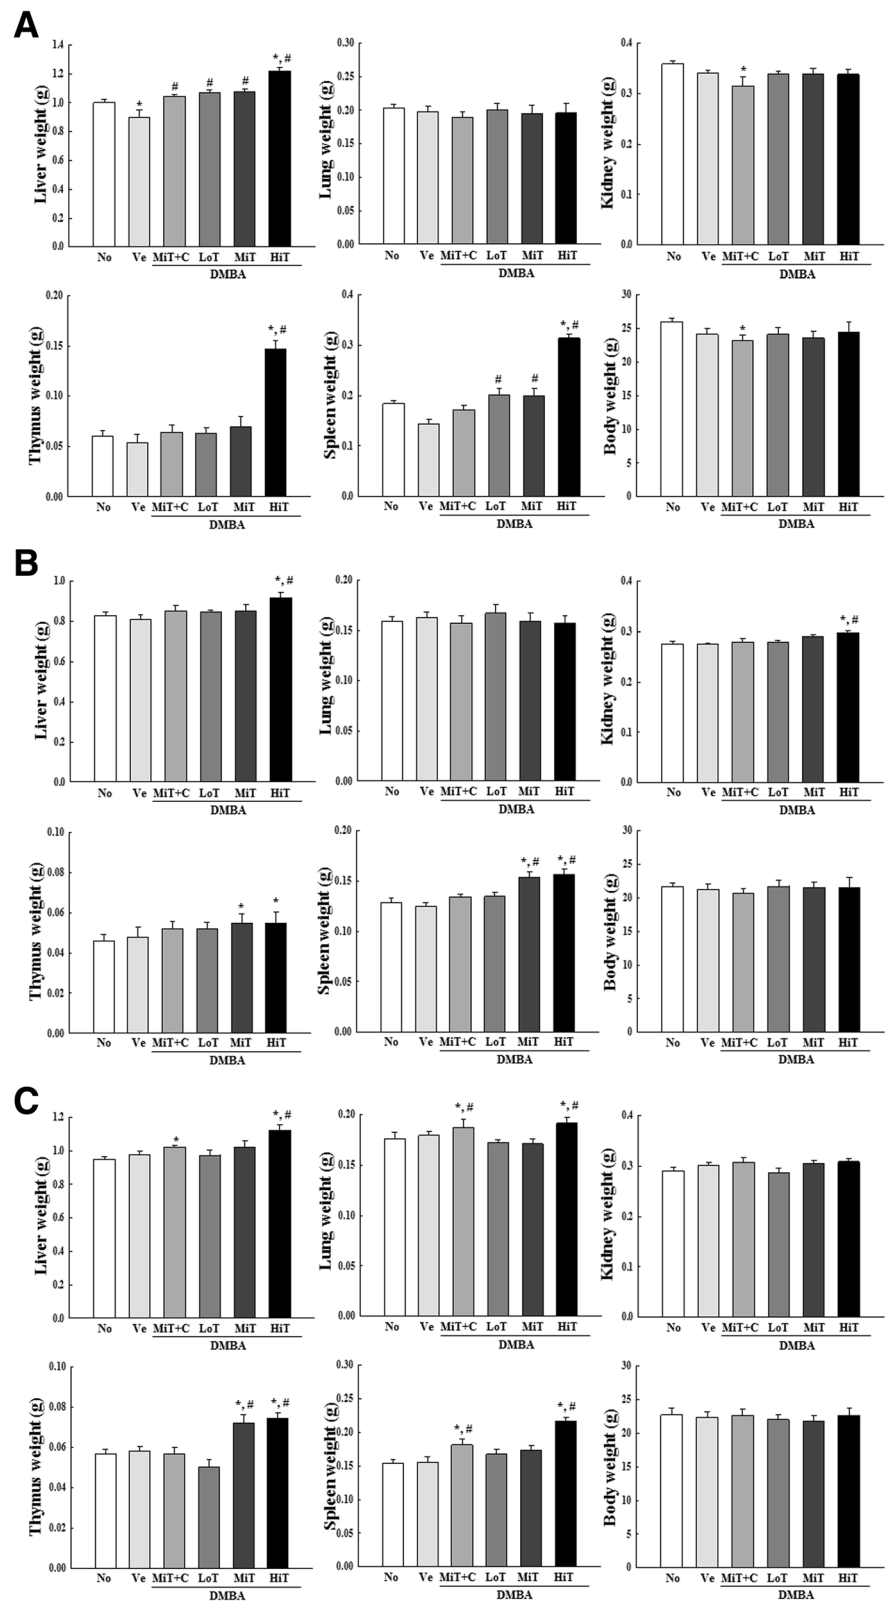 A
Liver weight (g)
1.4
1.2
1.0
0.8
0.6
0.4
0.2
0.0
* # # # *, #
No Ve MiT+C LoT MiT HiT
DMBA
Lung weight (g)
0.30
0.25
0.20
0.15
0.10
0.05
0.00
No Ve MiT+C LoT MiT HiT
DMBA
Kidney weight (g)
0.4
0.3
0.2
0.1
0.0
*
No Ve MiT+C LoT MiT HiT
DMBA
Thymus weight (g)
0.20
0.15
0.10
0.05
0.00
*, #
No Ve MiT+C LoT MiT HiT
DMBA
Spleen weight (g)
0.4
0.3
0.2
0.1
0.0
# # *, #
No Ve MiT+C LoT MiT HiT
DMBA
Body weight (g)
30
25
20
15
10
5
0
*
No Ve MiT+C LoT MiT HiT
DMBA
B
Liver weight (g)
1.0
0.8
0.6
0.4
0.2
0.0
*, #
No Ve MiT+C LoT MiT HiT
DMBA
Lung weight (g)
0.20
0.15
0.10
0.05
0.00
No Ve MiT+C LoT MiT HiT
DMBA
Kidney weight (g)
0.4
0.3
0.2
0.1
0.0
*, #
No Ve MiT+C LoT MiT HiT
DMBA
Thymus weight (g)
0.10
0.08
0.06
0.04
0.02
0.00
* *
No Ve MiT+C LoT MiT HiT
DMBA
Spleen weight (g)
0.20
0.15
0.10
0.05
0.00
*, # *, #
No Ve MiT+C LoT MiT HiT
DMBA
Body weight (g)
30
25
20
15
10
5
0
No Ve MiT+C LoT MiT HiT
DMBA
C
Liver weight (g)
1.2
1.0
0.8
0.6
0.4
0.2
0.0
* *, #
No Ve MiT+C LoT MiT HiT
DMBA
Lung weight (g)
0.20
0.15
0.10
0.05
0.00
*, # *, #
No Ve MiT+C LoT MiT HiT
DMBA
Kidney weight (g)
0.4
0.3
0.2
0.1
0.0
No Ve MiT+C LoT MiT HiT
DMBA
Thymus weight (g)
0.10
0.08
0.06
0.04
0.02
0.00
*, # *, #
No Ve MiT+C LoT MiT HiT
DMBA
Spleen weight (g)
0.30
0.25
0.20
0.15
0.10
0.05
0.00
*, # *, #
No Ve MiT+C LoT MiT HiT
DMBA
Body weight (g)
30
25
20
15
10
5
0
No Ve MiT+C LoT MiT HiT
DMBA